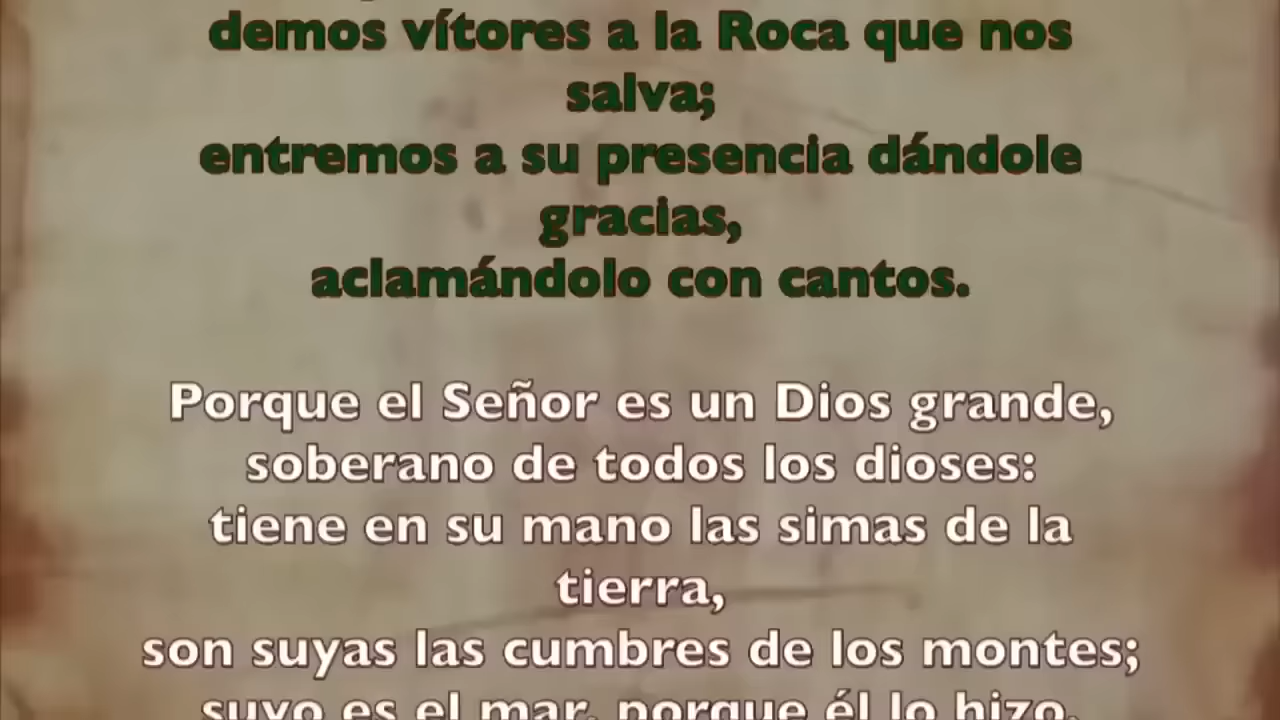 demos vítores a la Roca que nos
salva;
entremos a su presencia dándole
gracias,
aclamándolo con cantos.
Porque el Señor es un Dios grande,
soberano de todos los dioses:
tiene en su mano las simas de la
tierra,
son suyas las cumbres de los montes;
suyo es el mar, porque él lo hizo,